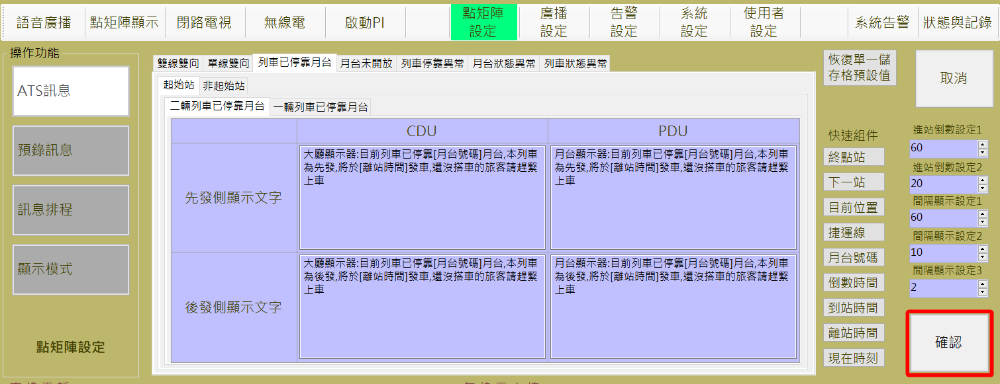 語音廣播
點矩陣顯示
閉路電視
無線電
啟動PI
點矩陣
設定
廣播
設定
告警
設定
系統
設定
使用者
設定
系統告警
狀態與記錄
操作功能
ATS訊息
預錄訊息
訊息排程
顯示模式
點矩陣設定
雙線雙向
單線雙向
列車已停靠月台
月台未開放
列車停靠異常
月台狀態異常
列車狀態異常
起始站
非起始站
二輛列車已停靠月台
一輛列車已停靠月台
CDU
PDU
先發側顯示文字
大廳顯示器:目前列車已停靠[月台號碼]月台,本列車
為先發,將於[離站時間]發車,還沒搭車的旅客請趕緊
上車
月台顯示器:目前列車已停靠[月台號碼]月台,本列車
為先發,將於[離站時間]發車,還沒搭車的旅客請趕緊
上車
後發側顯示文字
大廳顯示器:目前列車已停靠[月台號碼]月台,本列車
為後發,將於[離站時間]發車,還沒搭車的旅客請趕緊
上車
月台顯示器:目前列車已停靠[月台號碼]月台,本列車
為後發,將於[離站時間]發車,還沒搭車的旅客請趕緊
上車
恢復單一儲
存格預設值
快速組件
終點站
下一站
目前位置
捷運線
月台號碼
倒數時間
到站時間
離站時間
現在時刻
取消
進站倒數設定1
60
進站倒數設定2
20
間隔顯示設定1
60
間隔顯示設定2
10
間隔顯示設定3
2
確認